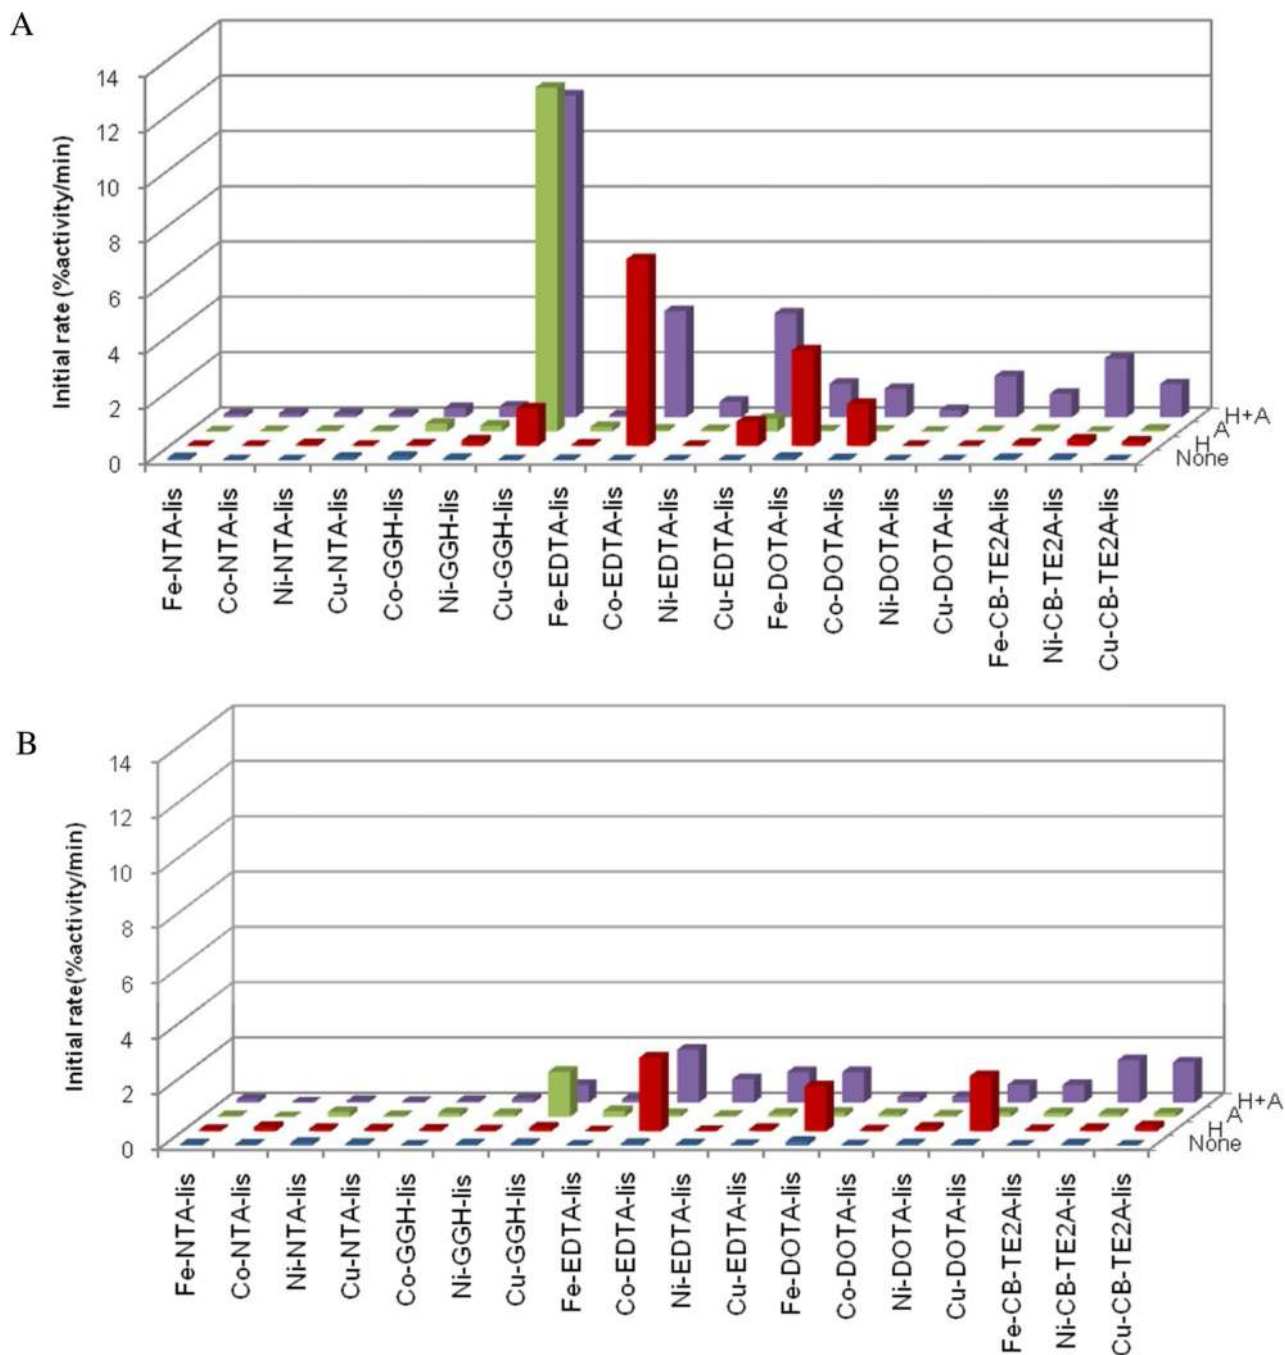 A
Initial rate (%activity/min)
14
12
10
8
6
4
2
0
H+A
A
H
None
Fe-NTA-lis
Co-NTA-lis
Ni-NTA-lis
Cu-NTA-lis
Co-GGH-lis
Ni-GGH-lis
Cu-GGH-lis
Fe-EDTA-lis
Co-EDTA-lis
Ni-EDTA-lis
Cu-EDTA-lis
Fe-DOTA-lis
Co-DOTA-lis
Ni-DOTA-lis
Cu-DOTA-lis
Fe-CB-TE2A-lis
Ni-CB-TE2A-lis
Cu-CB-TE2A-lis
B
Initial rate(%activity/min)
14
12
10
8
6
4
2
0
H+A
A
H
None
Fe-NTA-lis
Co-NTA-lis
Ni-NTA-lis
Cu-NTA-lis
Co-GGH-lis
Ni-GGH-lis
Cu-GGH-lis
Fe-EDTA-lis
Co-EDTA-lis
Ni-EDTA-lis
Cu-EDTA-lis
Fe-DOTA-lis
Co-DOTA-lis
Ni-DOTA-lis
Cu-DOTA-lis
Fe-CB-TE2A-lis
Ni-CB-TE2A-lis
Cu-CB-TE2A-lis